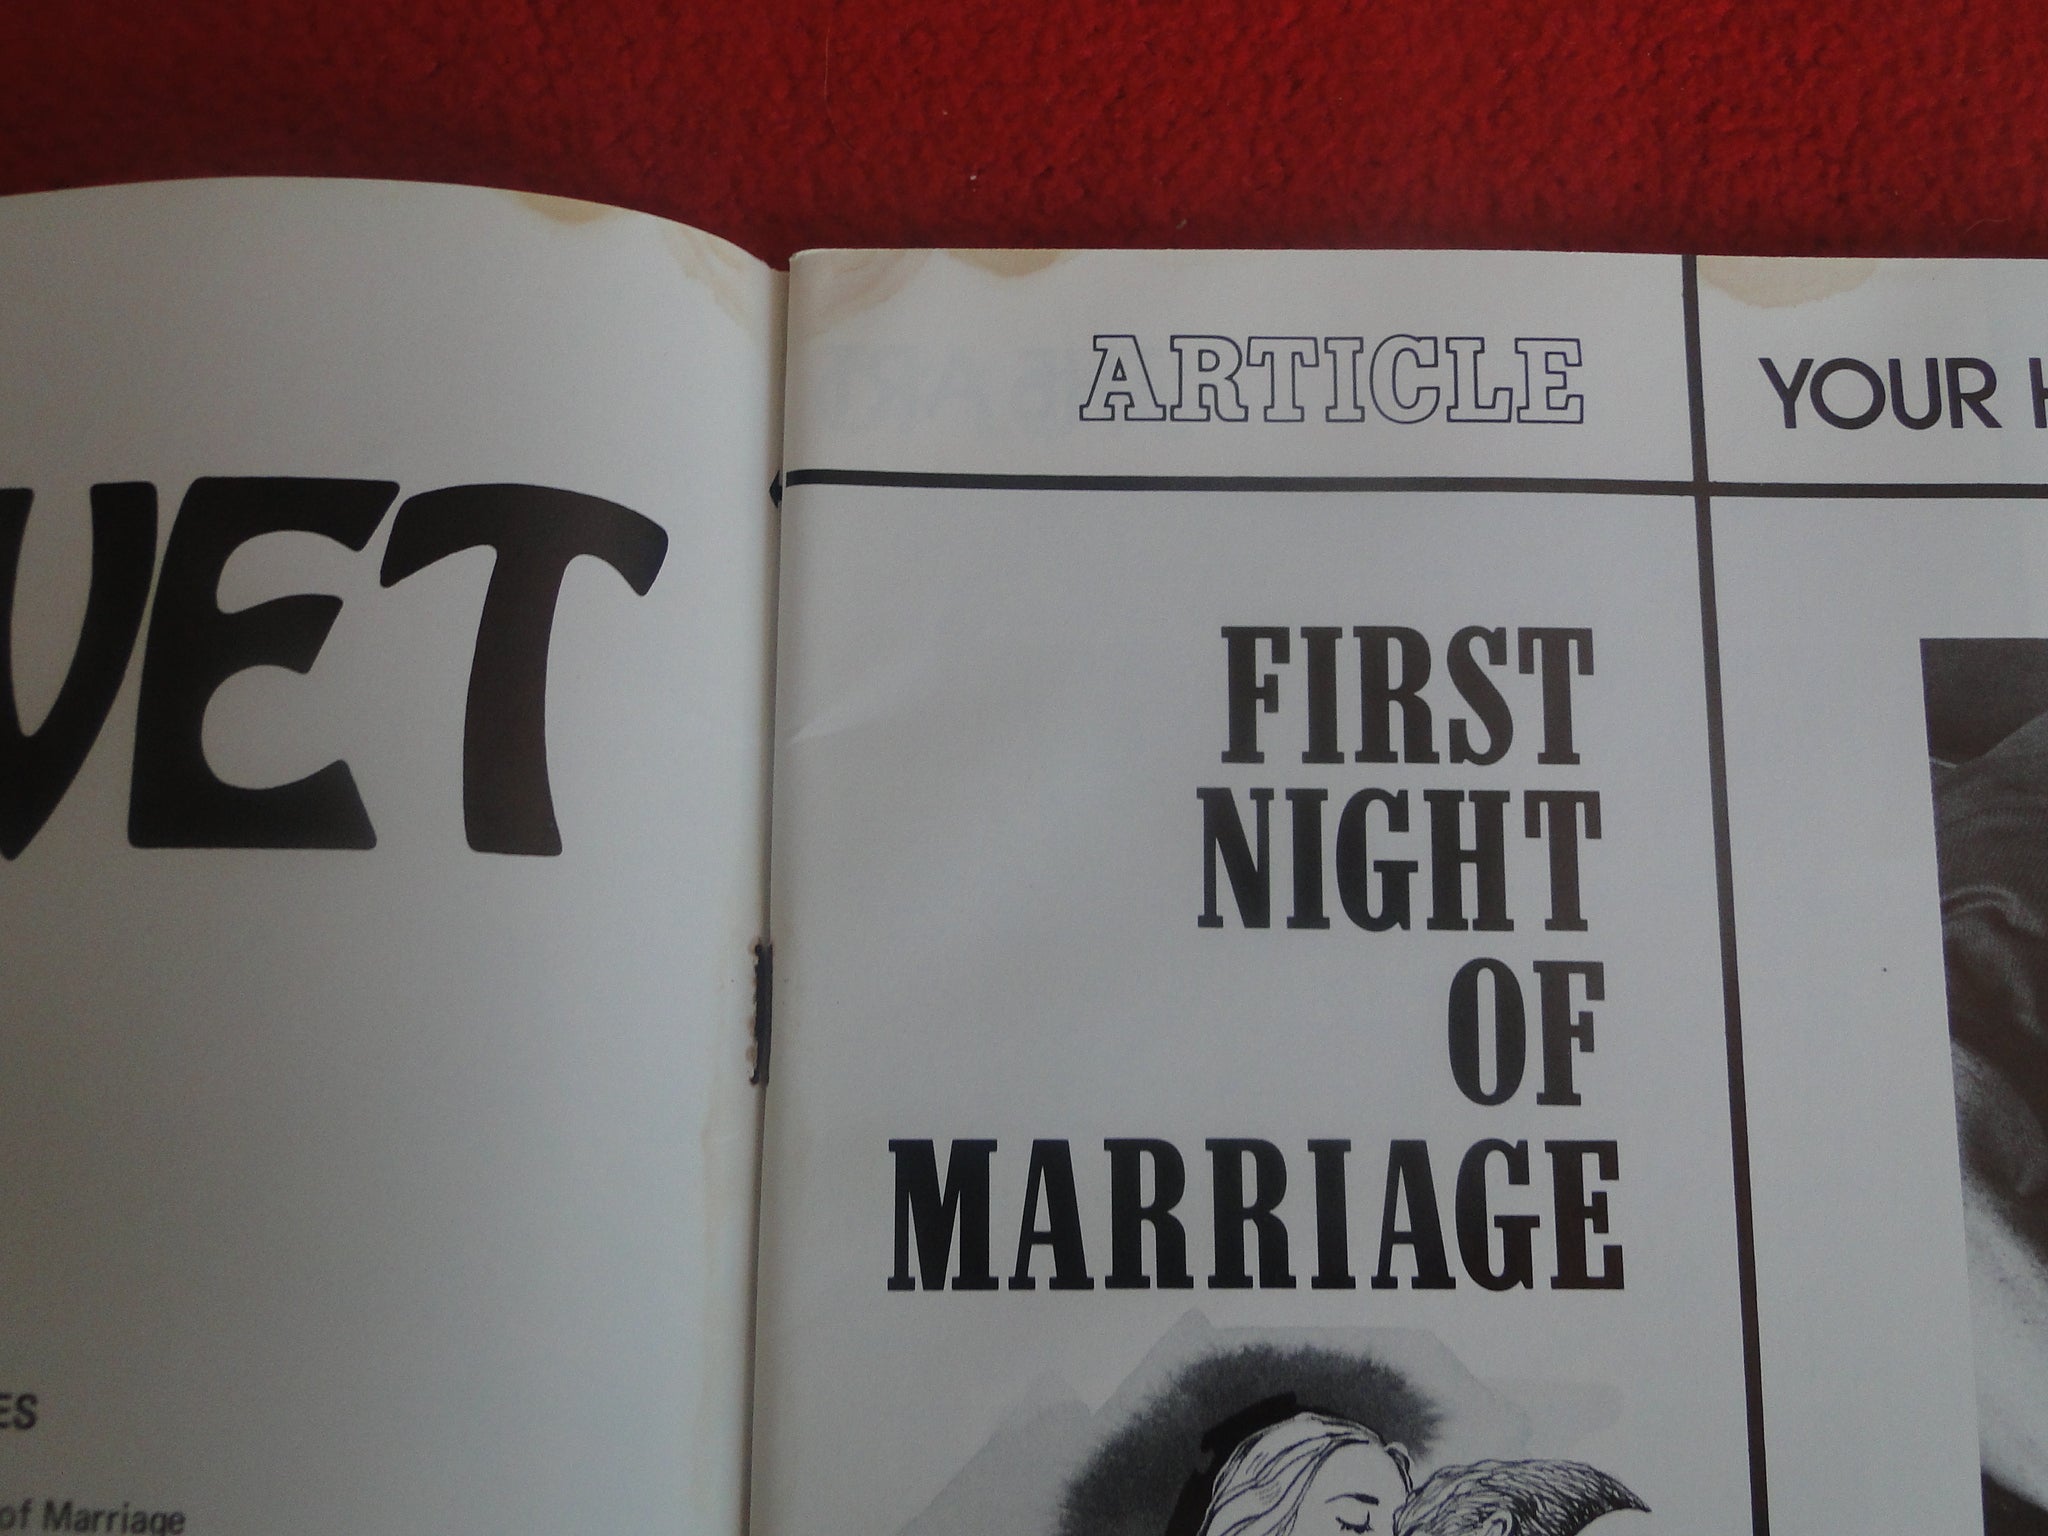 VET
ES
of Marriage
ARTICLE
YOUR
FIRST
NIGHT
OF
MARRIAGE